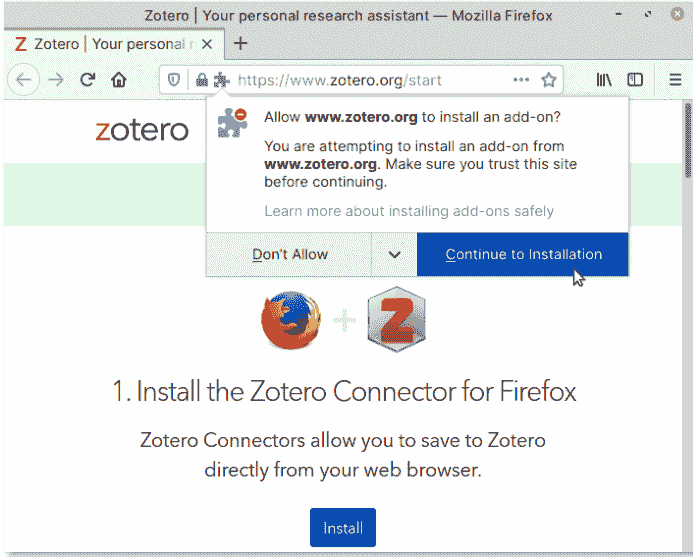 Zotero | Your personal research assistant — Mozilla Firefox
Zotero | Your personal r
https://www.zotero.org/start
zotero
Allow www.zotero.org to install an add-on?
You are attempting to install an add-on from
www.zotero.org. Make sure you trust this site
before continuing.
Learn more about installing add-ons safely
Don't Allow
Continue to Installation
Z
1. Install the Zotero Connector for Firefox
Zotero Connectors allow you to save to Zotero
directly from your web browser.
Install